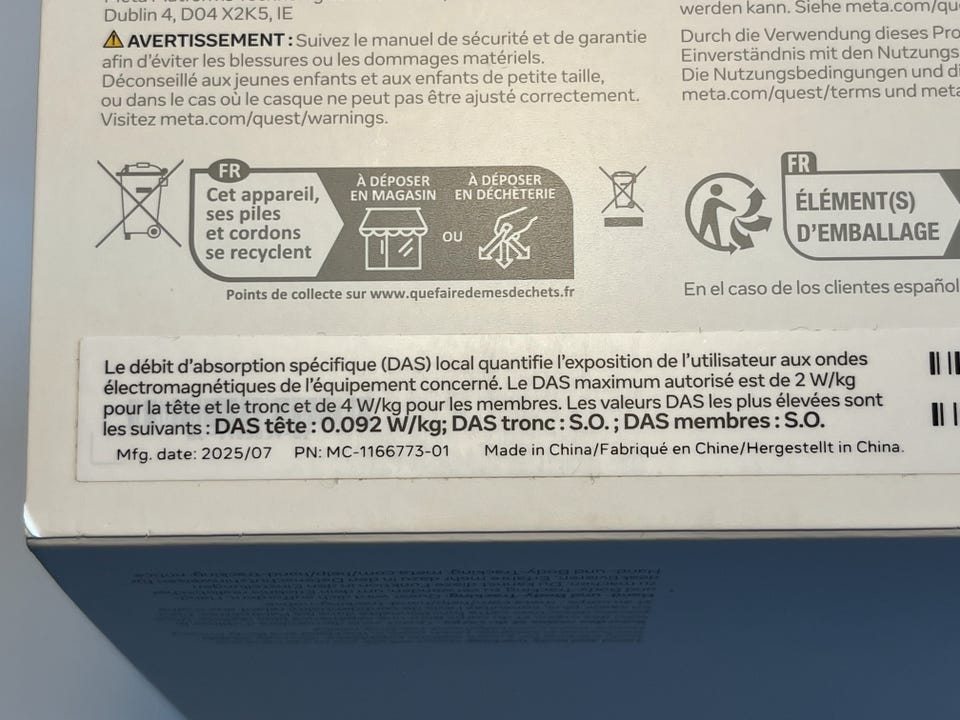 Dublin 4, D04 X2K5, IE
AVERTISSEMENT : Suivez le manuel de sécurité et de garantie
afin d'éviter les blessures ou les dommages matériels.
Déconseillé aux jeunes enfants et aux enfants de petite taille,
ou dans le cas où le casque ne peut pas être ajusté correctement.
Visitez meta.com/quest/warnings.
werden kann. Siehe
Durch die Verwendung dieses
Einverständnis mit den
Die Nutzungsbedingungen und
meta.com/quest/terms und
FR
Cet appareil,
ses piles
et cordons
se recyclent
À DÉPOSER
EN MAGASIN
OU
À DÉPOSER
EN DÉCHÈTERIE
Points de collecte sur www.quefairedemesdechets.fr
FR
ÉLÉMENT(S)
D'EMBALLAGE
En el caso de los clientes
Le débit d'absorption spécifique (DAS) local quantifie l'exposition de l'utilisateur aux ondes
électromagnétiques de l'équipement concerné. Le DAS maximum autorisé est de 2 W/kg
pour la tête et le tronc et de 4 W/kg pour les membres. Les valeurs DAS les plus élevées sont
les suivants : DAS tête : 0.092 W/kg; DAS tronc : S.O. ; DAS membres : S.O.
Mfg. date: 2025/07 PN: MC-1166773-01 Made in China/Fabriqué en Chine/Hergestellt in China.